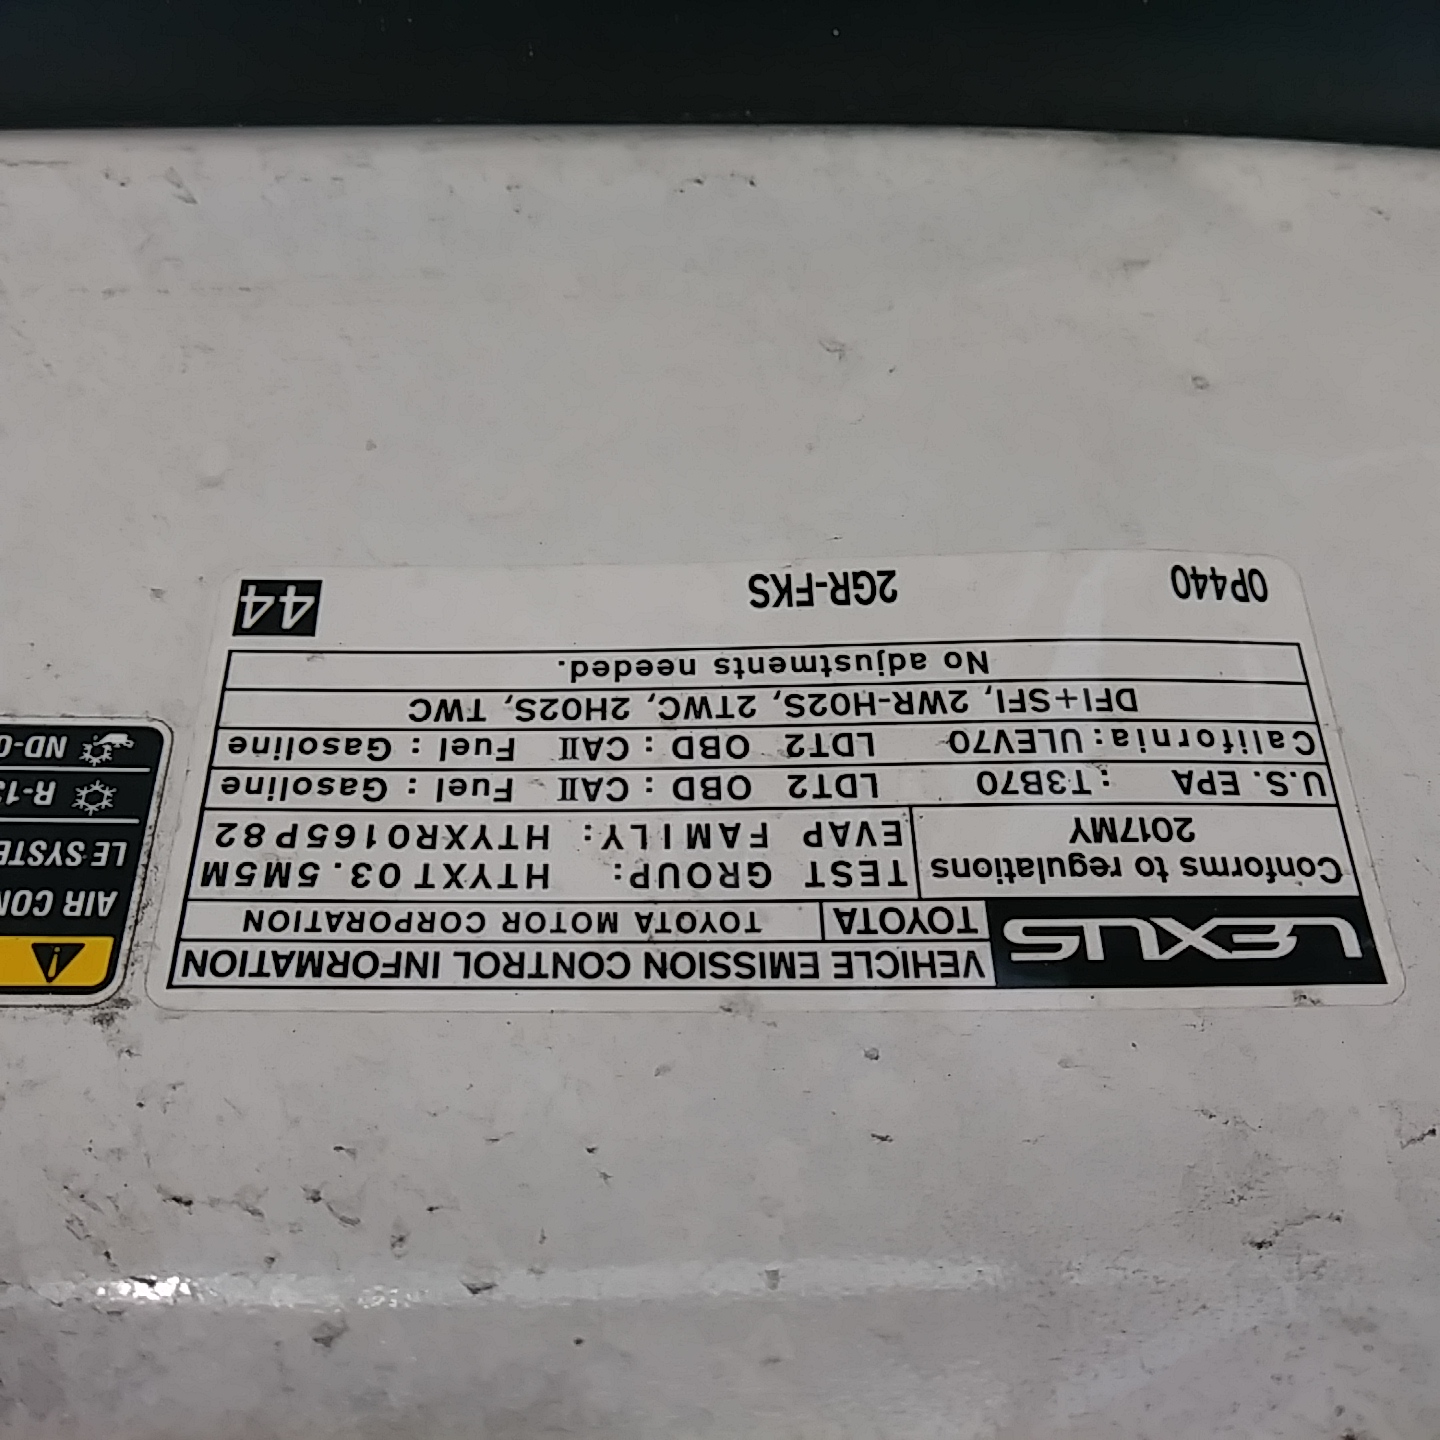 LEXUS
VEHICLE EMISSION CONTROL INFORMATION
TOYOTA TOYOTA MOTOR CORPORATION
Conforms to regulations
2017MY
TEST GROUP: HTYXT03.5M5M
EVAP FAMILY: HTYXR0165P82
U.S. EPA : T3B70 LDT2 OBD : CAII Fuel : Gasoline
California : ULEV70 LDT2 OBD : CAII Fuel : Gasoline
DFI+SFI, 2WR-HO2S, 2TWC, 2HO2S, TWC
No adjustments needed.
0P440 2GR-FKS 44
AIR CON
LE SYSTE
R-13
ND-O